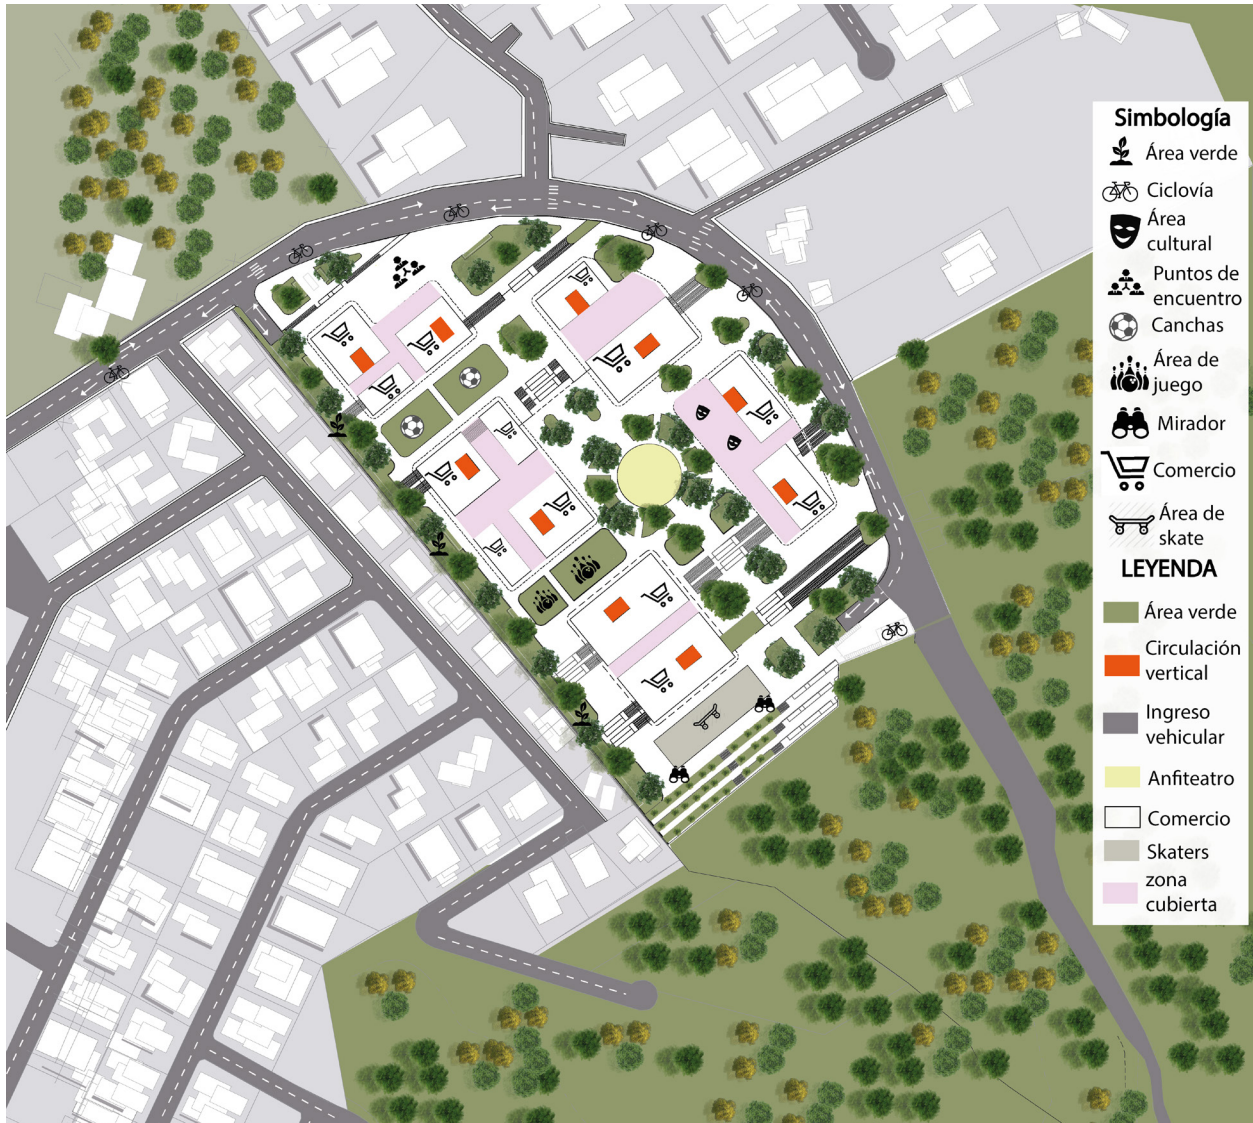 Simbología
Área verde
Ciclovía
Área
cultural
Puntos de
encuentro
Canchas
Área de
juego
Mirador
Comercio
Área de
skate
LEYENDA
Área verde
Circulación
vertical
Ingreso
vehicular
Anfiteatro
Comercio
Skaters
zona
cubierta